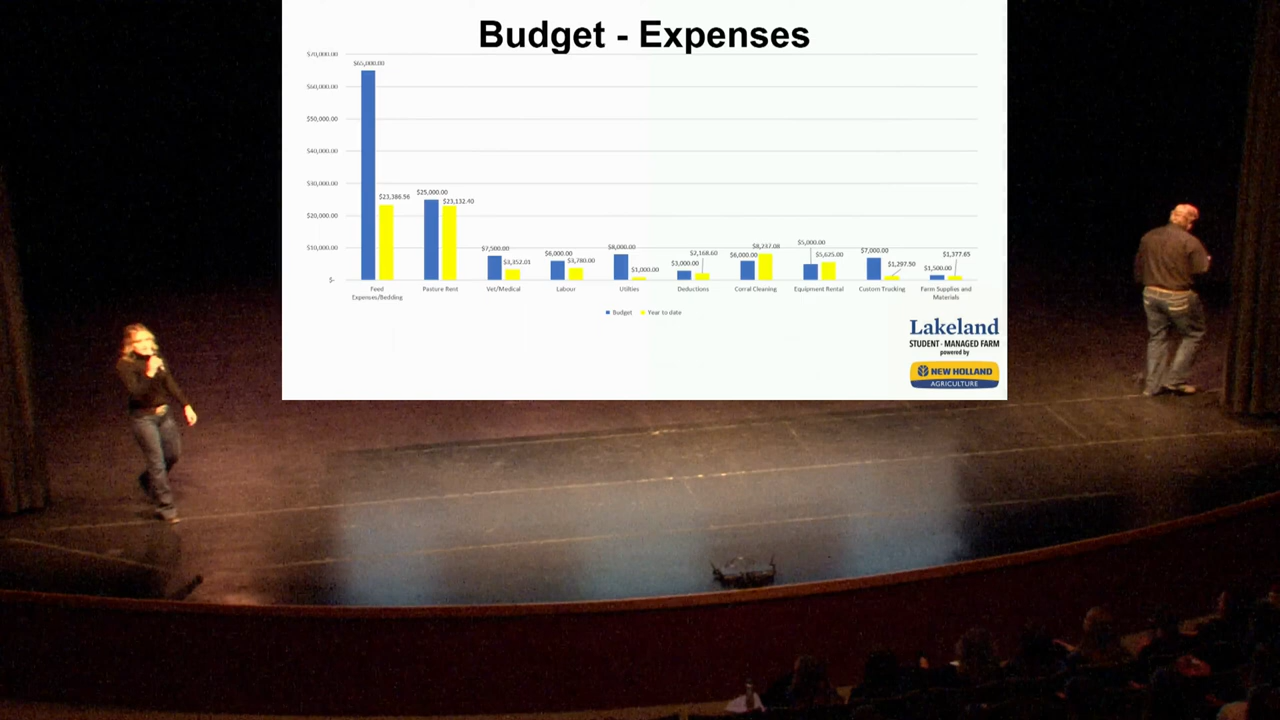 Budget - Expenses
$70,000.00
$60,000.00
$50,000.00
$40,000.00
$30,000.00
$20,000.00
$10,000.00
$-
$65,000.00
$23,386.56
$25,000.00
$23,132.40
$7,500.00
$3,352.01
$6,000.00
$3,780.00
$8,000.00
$1,000.00
$3,000.00
$2,168.60
$6,000.00
$8,237.08
$5,000.00
$5,625.00
$7,000.00
$1,297.50
$1,500.00
$1,377.65
Feed
Expenses/Bedding
Pasture Rent
Vet/Medical
Labour
Utilties
Deductions
Corral Cleaning
Equipment Rental
Custom Trucking
Farm Supplies and
Materials
Budget
Year to date
Lakeland
STUDENT-MANAGED FARM
powered by
NEW HOLLAND
AGRICULTURE